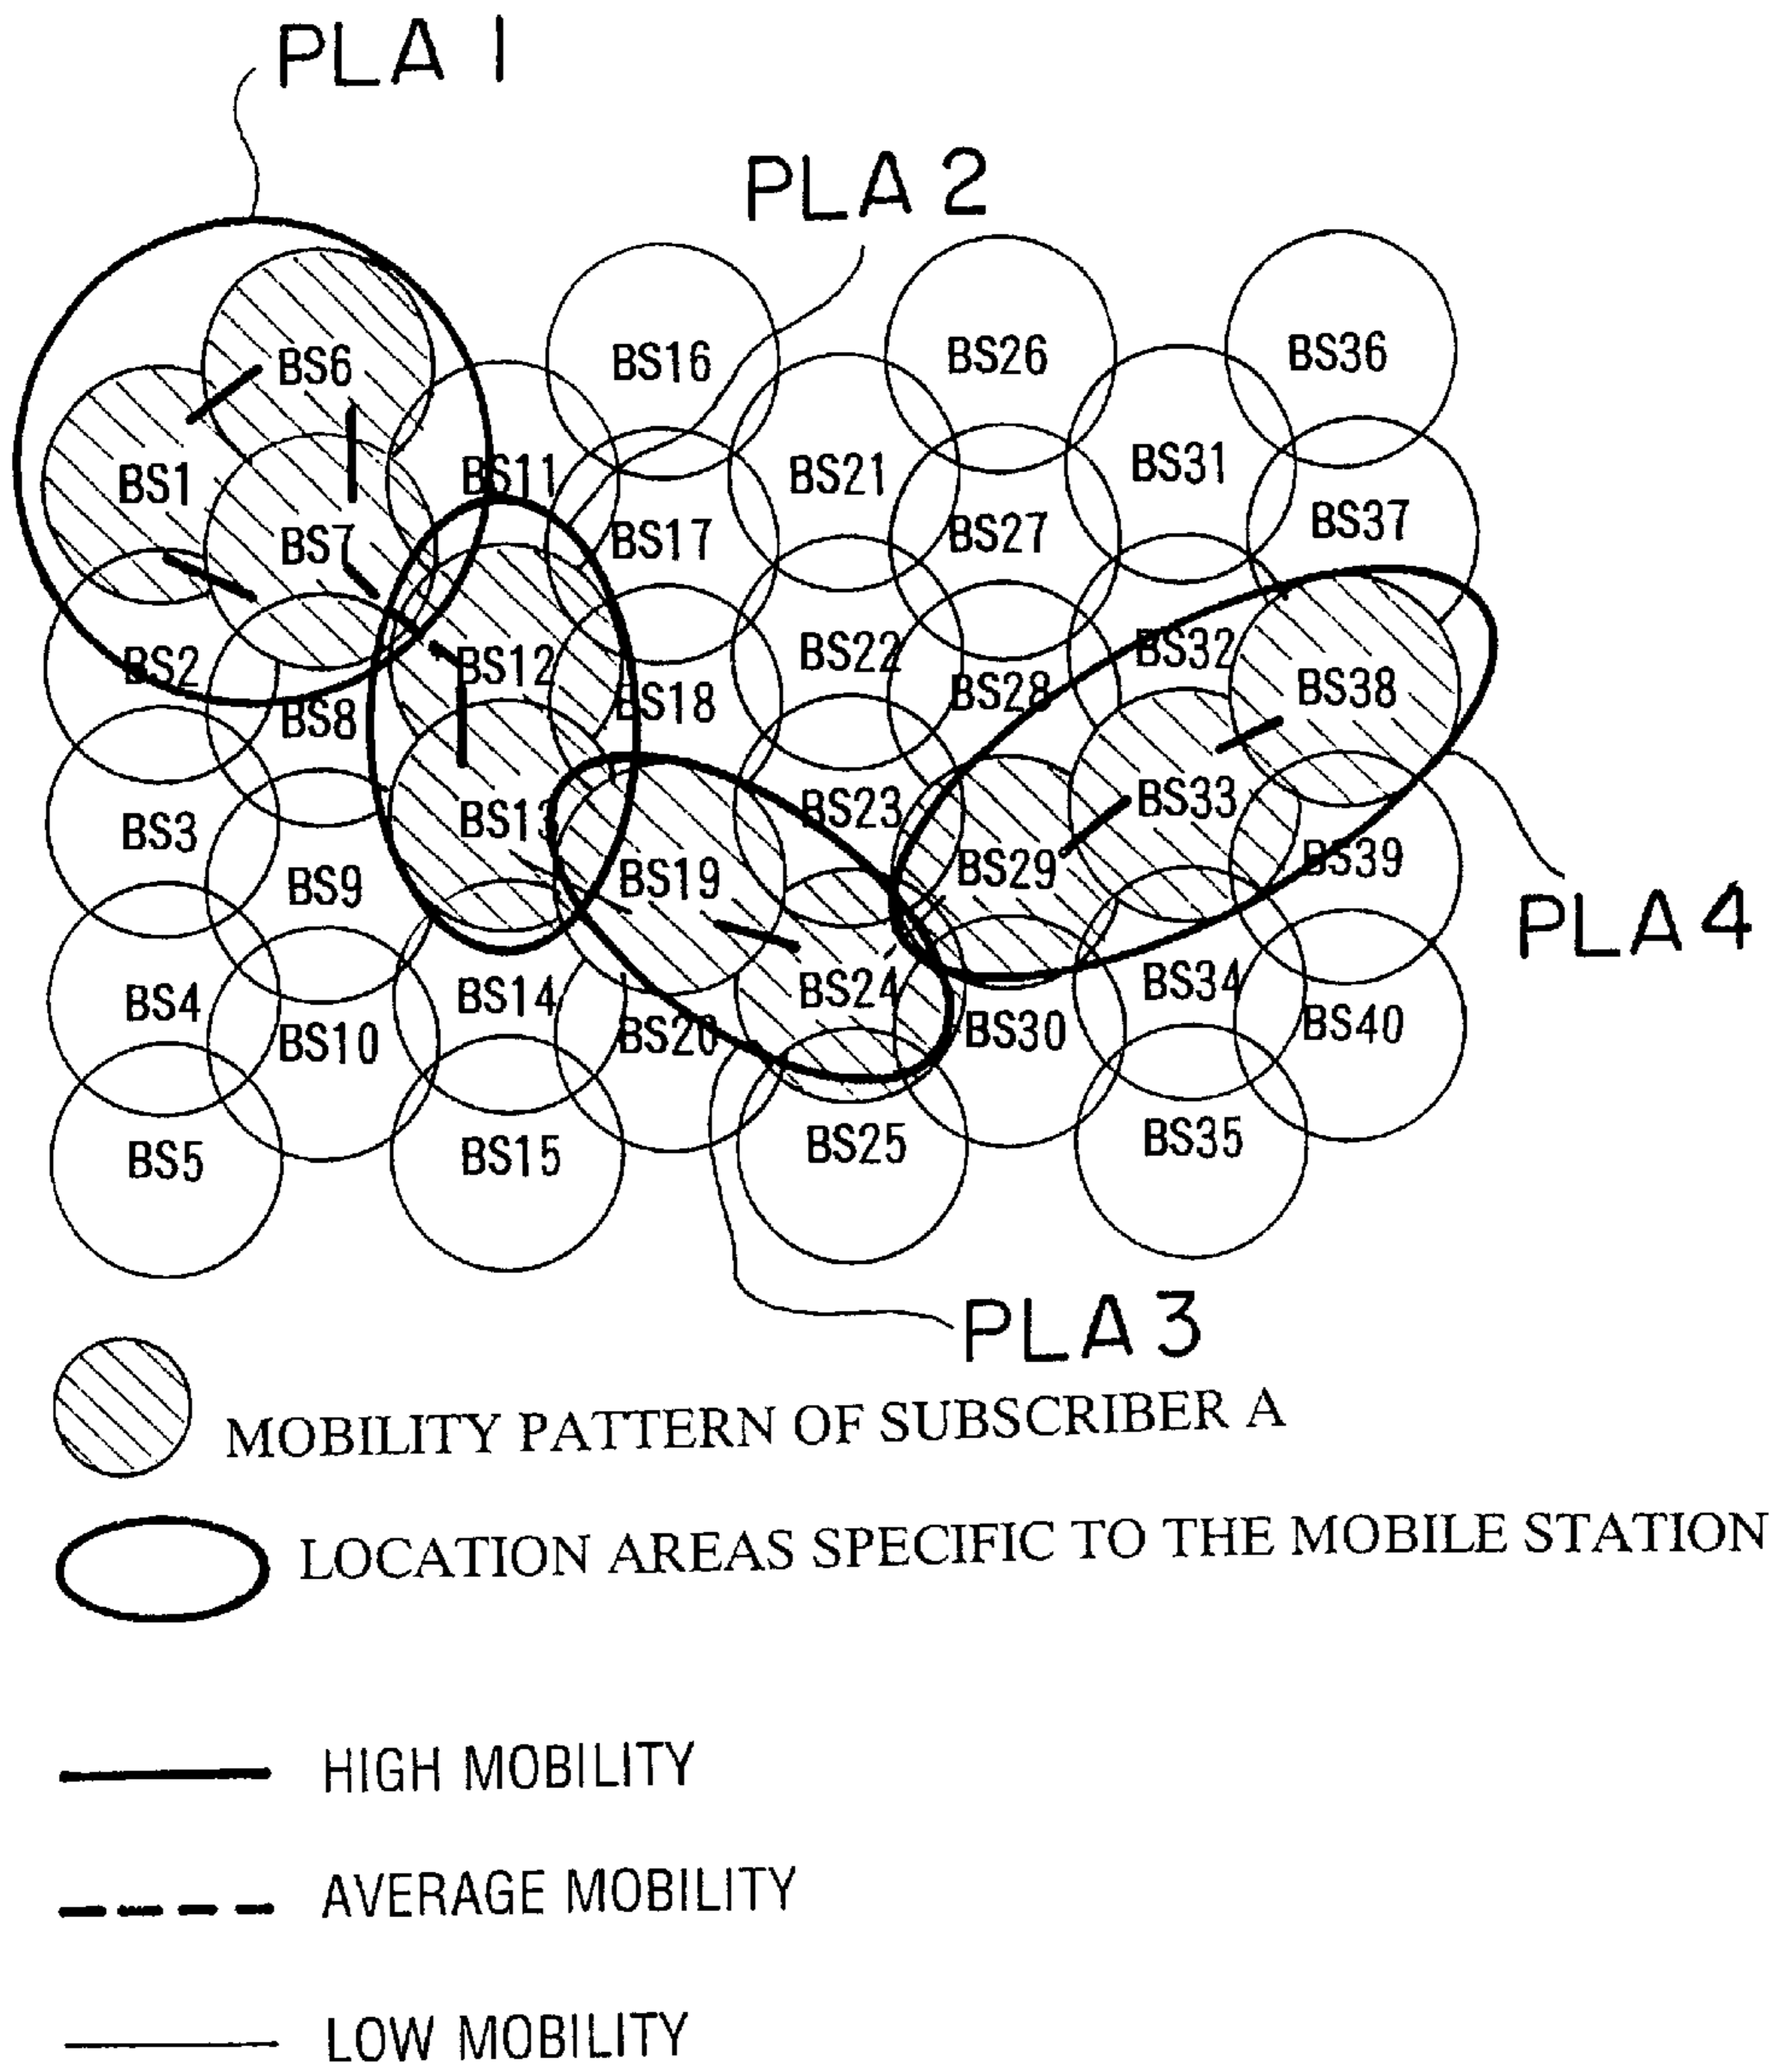 PLA 1
PLA 2
BS16
BS26
BS36
BS6
BS11
BS21
BS31
BS1
BS7
BS17
BS27
BS37
BS2
BS12
BS22
BS32
BS8
BS18
BS28
BS38
BS3
BS13
BS23
BS33
BS9
BS19
BS29
BS39
PLA 4
BS4
BS14
BS24
BS34
BS10
BS20
BS30
BS40
BS5
BS15
BS25
BS35
PLA 3
MOBILITY PATTERN OF SUBSCRIBER A
LOCATION AREAS SPECIFIC TO THE MOBILE STATION
HIGH MOBILITY
AVERAGE MOBILITY
LOW MOBILITY